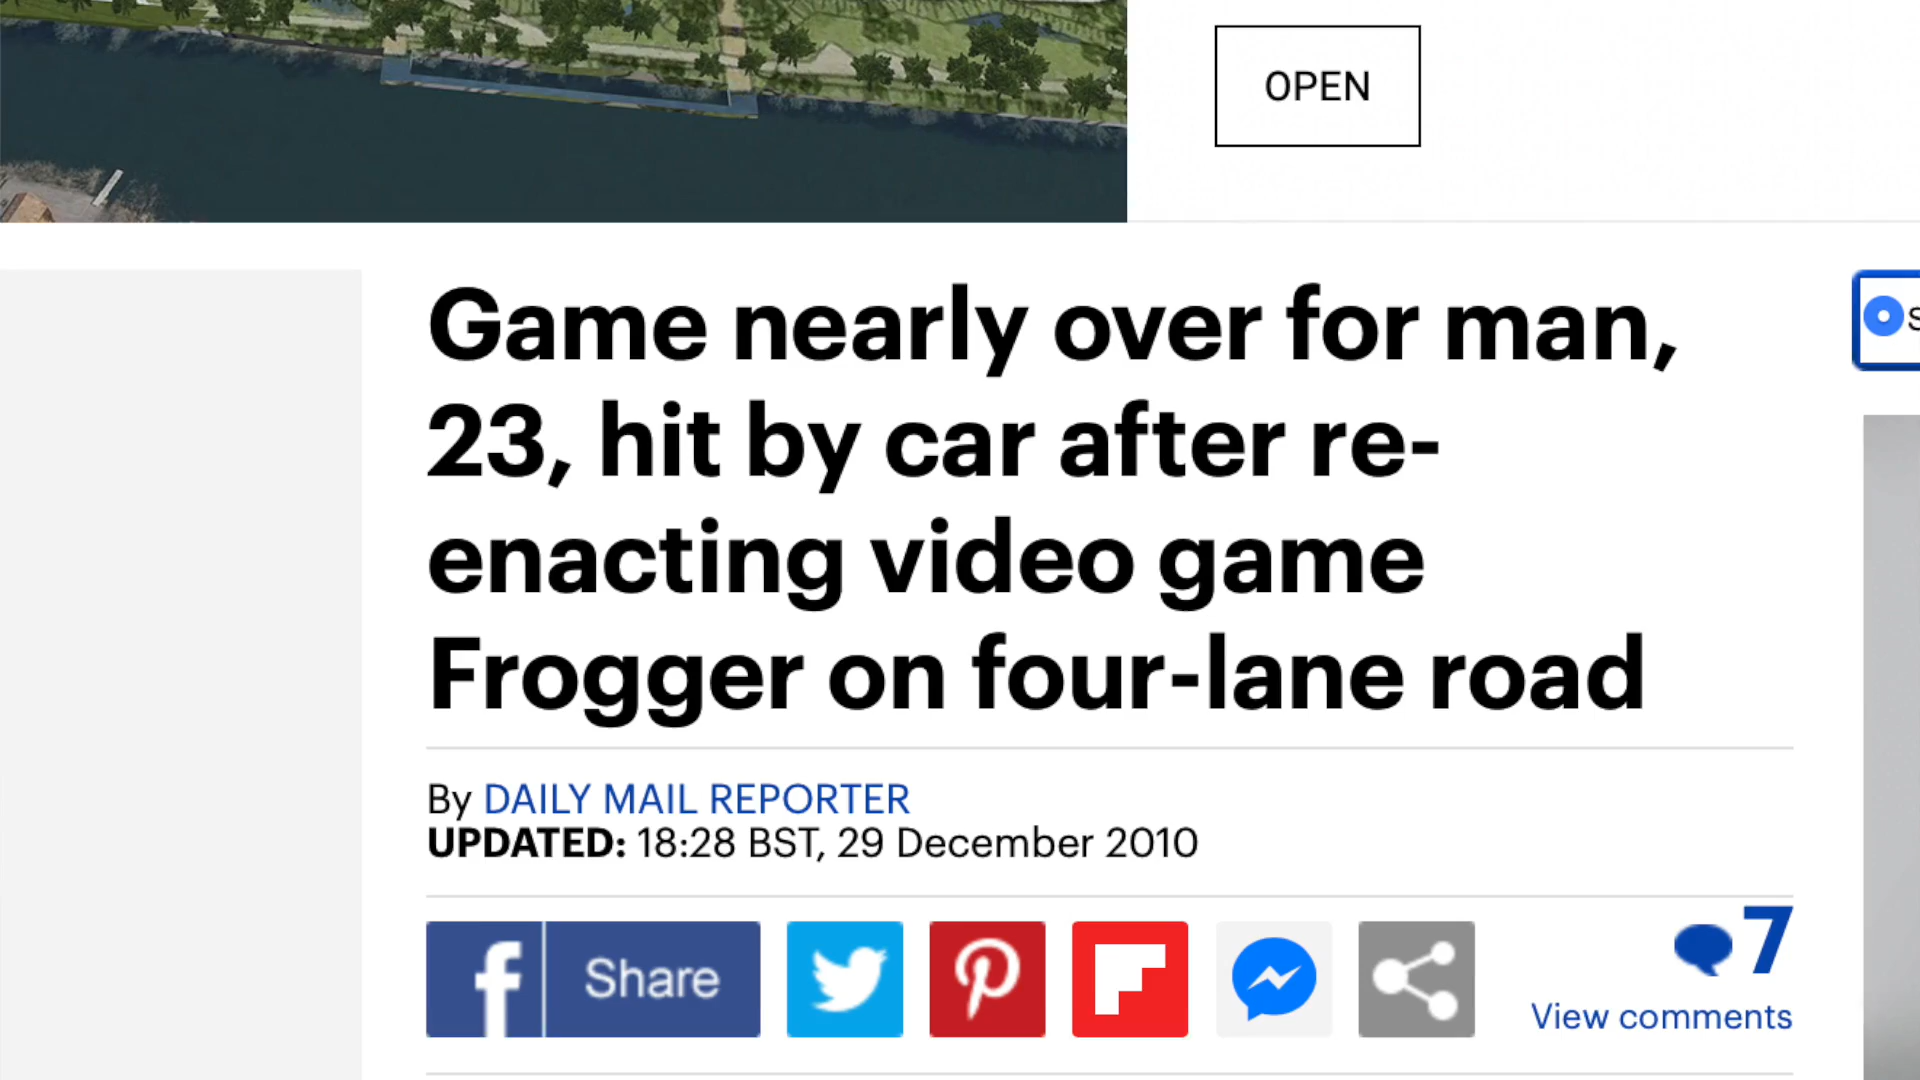 OPEN
Game nearly over for man,
23, hit by car after re-
enacting video game
Frogger on four-lane road
By DAILY MAIL REPORTER
UPDATED: 18:28 BST, 29 December 2010
f Share
7
View comments